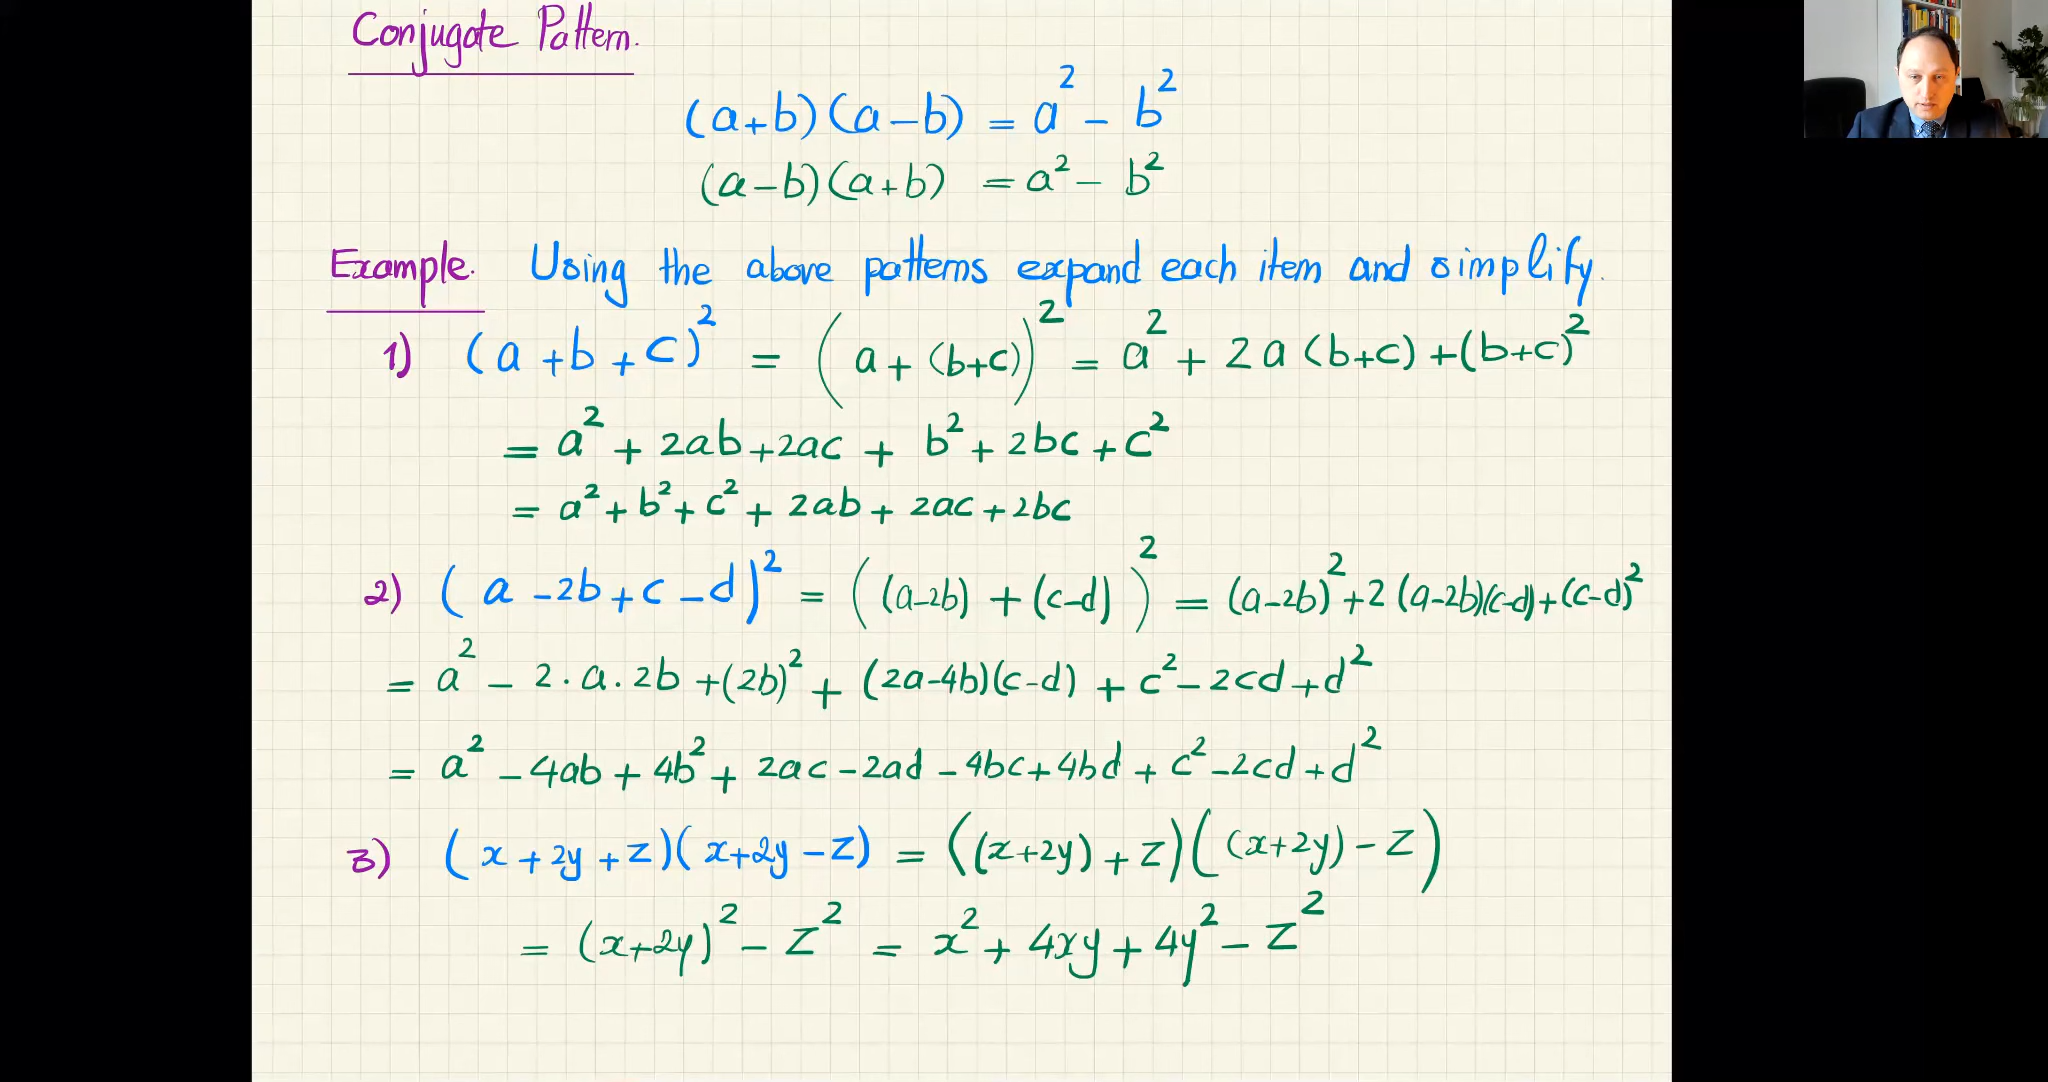 Conjugate Pattern.
(a+b)(a-b) = a² - b²
(a-b)(a+b) = a² - b²
Example. Using the above patterns expand each item and simplify.
1) (a+b+c)² = (a+(b+c))² = a² + 2a(b+c) + (b+c)²
= a² + 2ab + 2ac + b² + 2bc + c²
= a² + b² + c² + 2ab + 2ac + 2bc
2) (a-2b+c-d)² = ((a-2b) + (c-d))² = (a-2b)² + 2(a-2b)(c-d) + (c-d)²
= a² - 2·a·2b + (2b)² + (2a-4b)(c-d) + c² - 2cd + d²
= a² - 4ab + 4b² + 2ac - 2ad - 4bc + 4bd + c² - 2cd + d²
3) (x+2y+z)(x+2y-z) = ((x+2y)+z)((x+2y)-z)
= (x+2y)² - z² = x² + 4xy + 4y² - z²